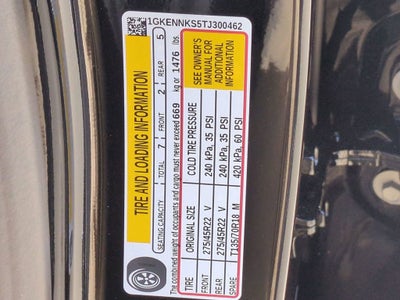 1GKENNKS5TJ300462
TIRE AND LOADING INFORMATION
SEATING CAPACITY TOTAL 7 FRONT 2 REAR 5
The combined weight of occupants and cargo must never exceed 669 kg or 1476 lbs.
TIRE ORIGINAL SIZE COLD TIRE PRESSURE
FRONT 275/45R22 V 240 kPa, 35 PSI
REAR 275/45R22 V 240 kPa, 35 PSI
SPARE T135/70R18 M 420 kPa, 60 PSI
SEE OWNER'S
MANUAL FOR
ADDITIONAL
INFORMATION